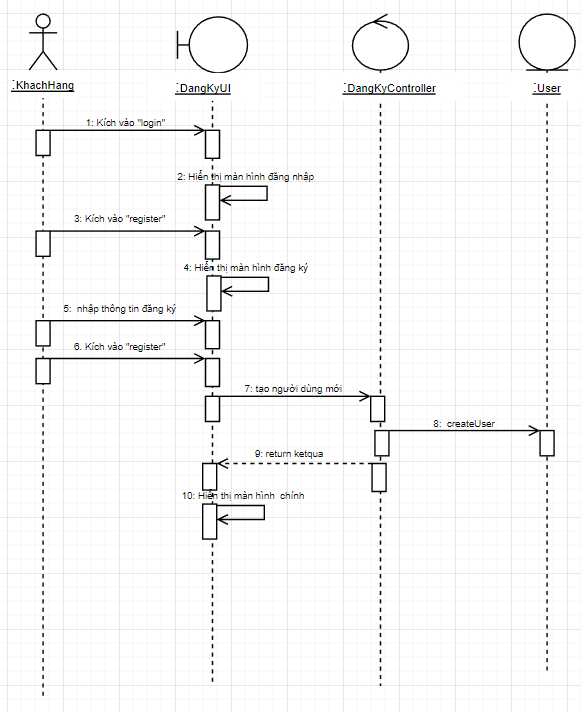 :KhachHang
:DangKyUI
:DangKyController
:User
1: Kích vào "login"
2: Hiển thị màn hình đăng nhập
3: Kích vào "register"
4: Hiển thị màn hình đăng ký
5: nhập thông tin đăng ký
6. Kích vào "register"
7: tạo người dùng mới
8: createUser
9: return ketqua
10: Hiển thị màn hình chính